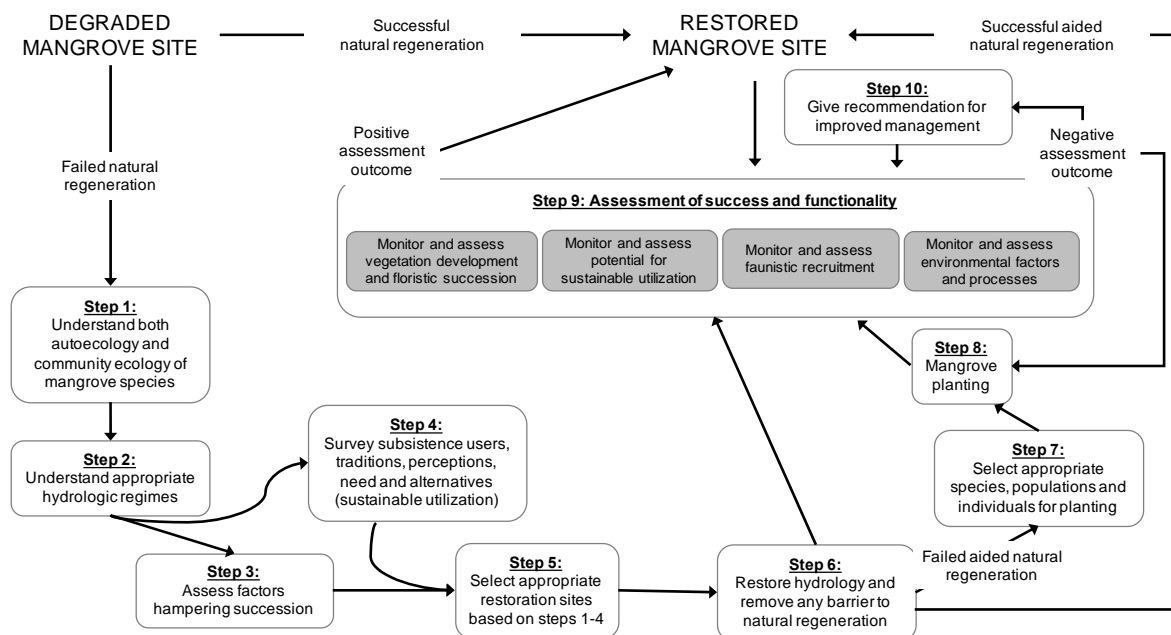 DEGRADED
MANGROVE SITE
Successful
natural regeneration
RESTORED
MANGROVE SITE
Successful aided
natural regeneration
Step 10:
Give recommendation for
improved management
Positive
assessment
outcome
Negative
assessment
outcome
Failed natural
regeneration
Step 9: Assessment of success and functionality
Monitor and assess
vegetation development
and floristic succession
Monitor and assess
potential for
sustainable utilization
Monitor and assess
faunistic recruitment
Monitor and assess
environmental factors
and processes
Step 1:
Understand both
autoecology and
community ecology of
mangrove species
Step 8:
Mangrove
planting
Step 4:
Survey subsistence users,
traditions, perceptions,
need and alternatives
(sustainable utilization)
Step 2:
Understand appropriate
hydrologic regimes
Step 7:
Select appropriate
species, populations and
individuals for planting
Step 3:
Assess factors
hampering succession
Step 5:
Select appropriate
restoration sites
based on steps 1-4
Step 6:
Restore hydrology and
remove any barrier to
natural regeneration
Failed aided natural
regeneration